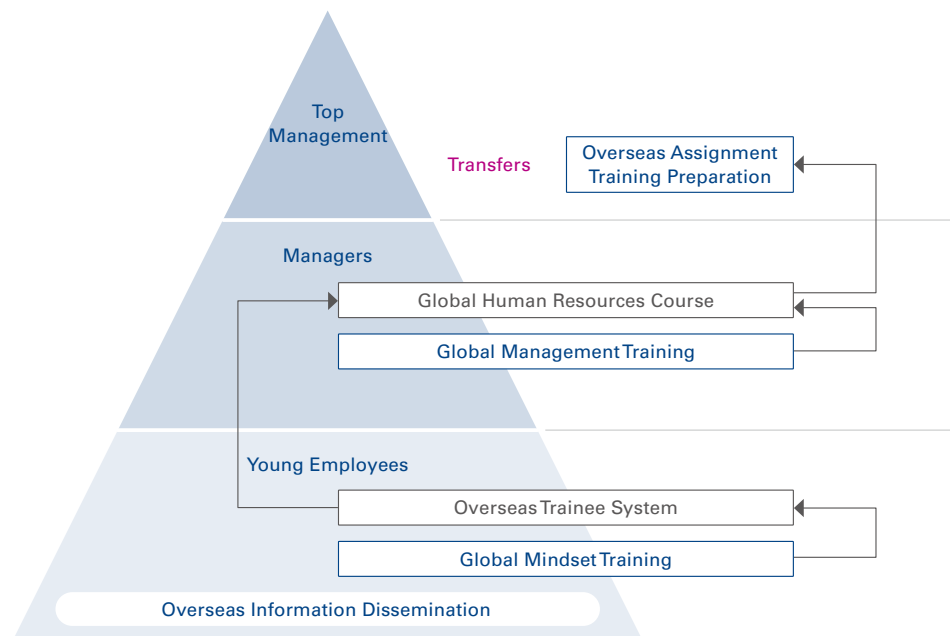 Top
Management
Transfers
Overseas Assignment
Training Preparation
Managers
Global Human Resources Course
Global Management Training
Young Employees
Overseas Trainee System
Global Mindset Training
Overseas Information Dissemination